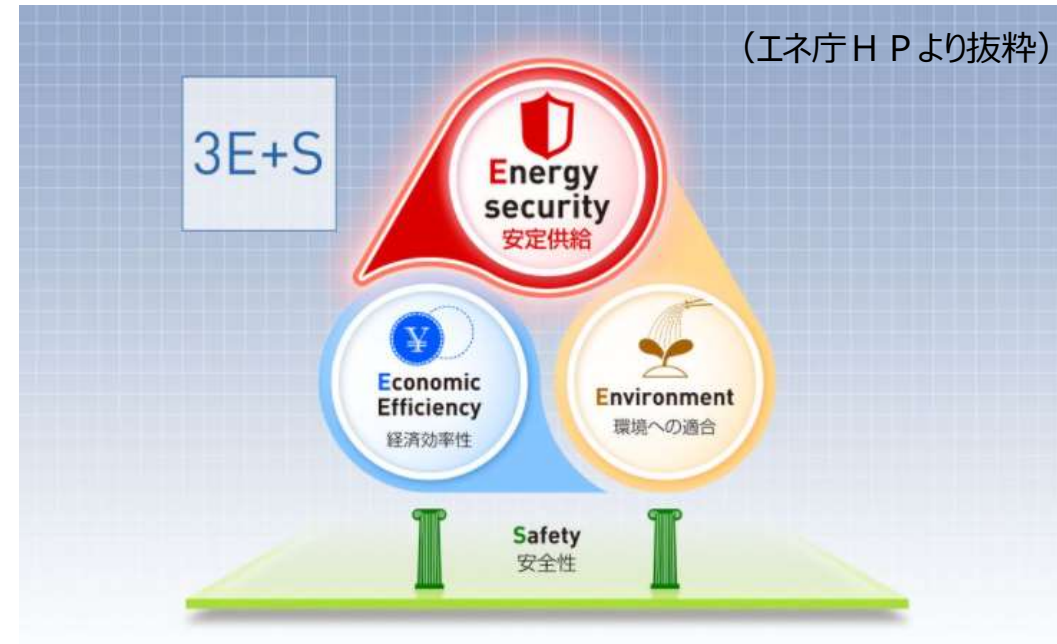 （エネ庁ＨＰより抜粋）
3E+S
Energy
security
安定供給
¥
Economic
Efficiency
経済効率性
Environment
環境への適合
Safety
安全性